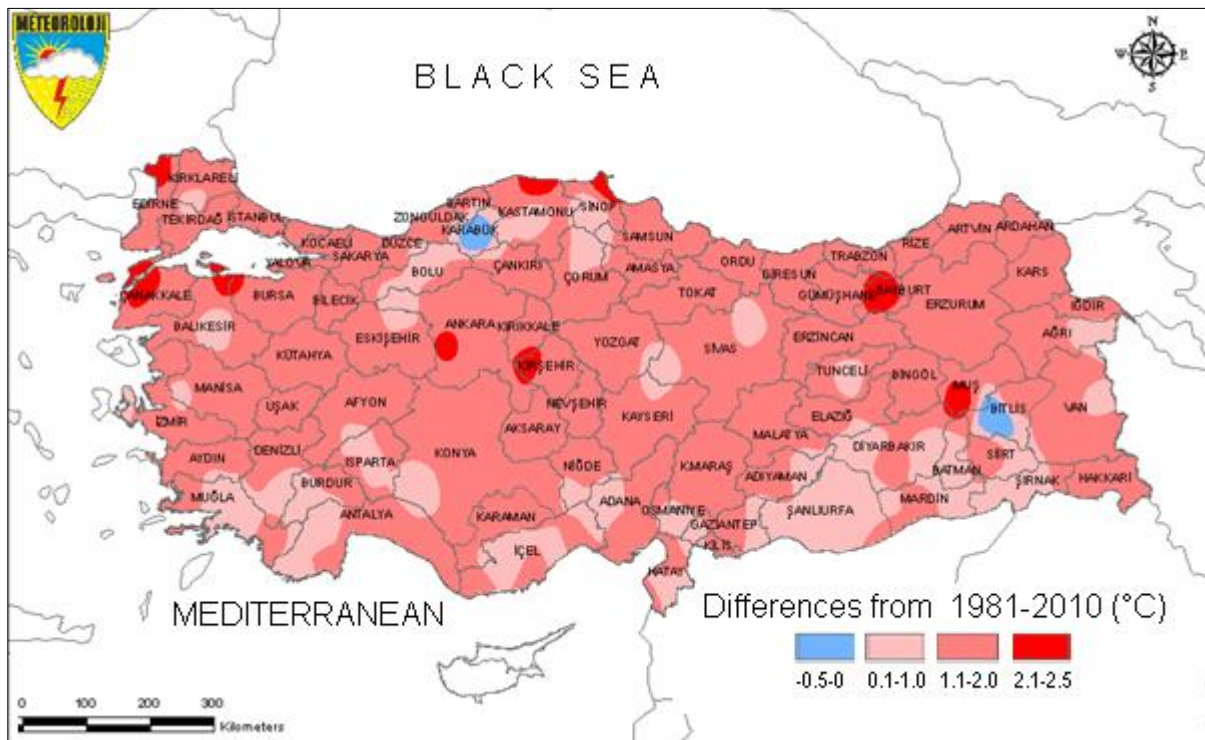 METEOROLOJI
BLACK SEA
N
W E
S
KIRKLARELİ
EDİRNE
TEKİRDAĞ
İSTANBUL
KOCAELİ
YALOVA
SAKARYA
DÜZCE
ZONGULDAK
BARTIN
KARABÜK
KASTAMONU
SİNOP
SAMSUN
BOLU
ÇANKIRI
ÇORUM
AMASYA
ORDU
GİRESUN
TRABZON
RİZE
ARTVİN
ARDAHAN
KARS
IĞDIR
ÇANAKKALE
BURSA
BİLECİK
TOKAT
GÜMÜŞHANE
BAYBURT
ERZURUM
AĞRI
BALIKESİR
ESKİŞEHİR
ANKARA
KIRIKKALE
YOZGAT
SİVAS
ERZİNCAN
KÜTAHYA
KIRŞEHİR
TUNCELİ
BİNGÖL
MUŞ
BİTLİS
VAN
MANİSA
UŞAK
AFYON
NEVŞEHİR
KAYSERİ
İZMİR
AKSARAY
MALATYA
ELAZIĞ
DİYARBAKIR
SİİRT
AYDIN
DENİZLİ
ISPARTA
KONYA
NİĞDE
K.MARAŞ
ADIYAMAN
BATMAN
ŞIRNAK
HAKKARİ
MUĞLA
BURDUR
ANTALYA
KARAMAN
ADANA
OSMANİYE
GAZİANTEP
ŞANLIURFA
MARDİN
İÇEL
KİLİS
HATAY
MEDITERRANEAN
Differences from 1981-2010 (°C)
-0.5-0 0.1-1.0 1.1-2.0 2.1-2.5
0 100 200 300
Kilometers